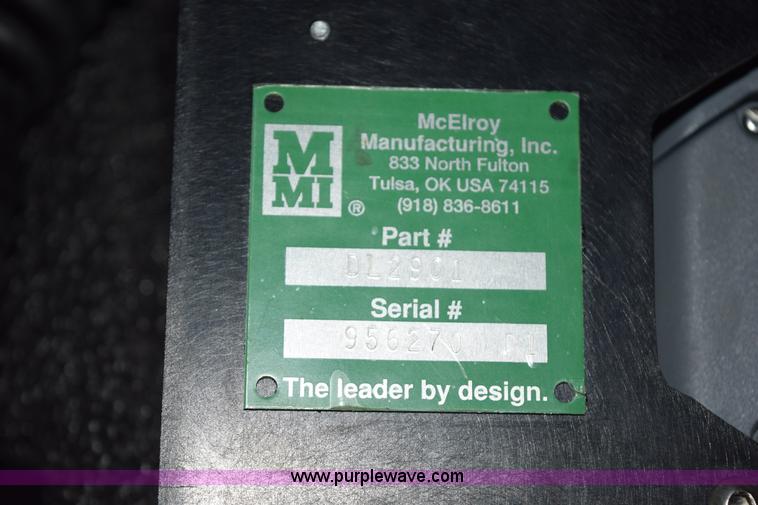 McElroy
Manufacturing, Inc.
833 North Fulton
Tulsa, OK USA 74115
(918) 836-8611
M
MI
®
Part #
DL2901
Serial #
The leader by design.
www.purplewave.com